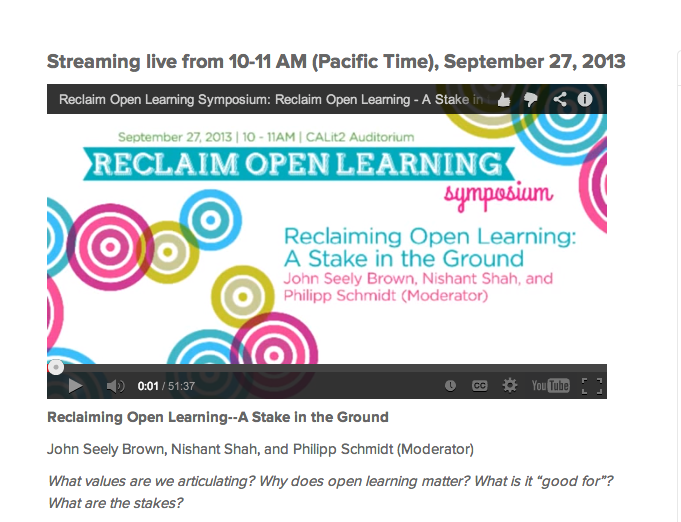 Streaming live from 10-11 AM (Pacific Time), September 27, 2013
Reclaim Open Learning Symposium: Reclaim Open Learning - A Stake in
September 27, 2013 | 10 - 11AM | CALit2 Auditorium
RECLAIM OPEN LEARNING
symposium
Reclaiming Open Learning:
A Stake in the Ground
John Seely Brown, Nishant Shah, and
Philipp Schmidt (Moderator)
0:01 / 51:37
CC
YouTube
Reclaiming Open Learning--A Stake in the Ground
John Seely Brown, Nishant Shah, and Philipp Schmidt (Moderator)
What values are we articulating? Why does open learning matter? What is it “good for”?
What are the stakes?